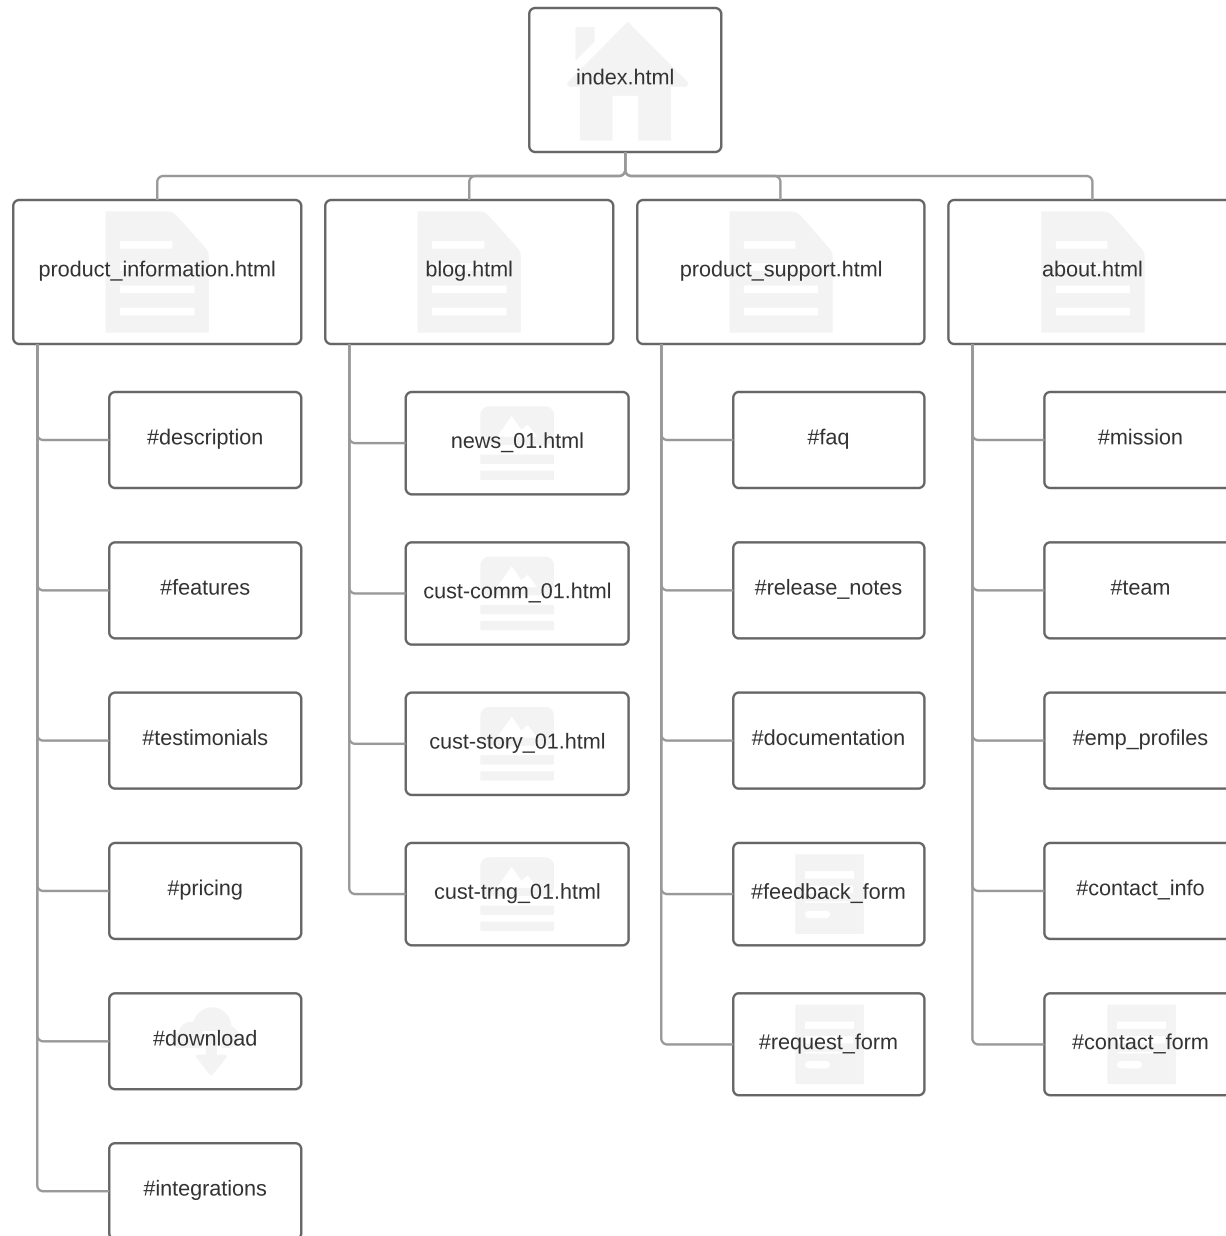 index.html
product_information.html
blog.html
product_support.html
about.html
#description
news_01.html
#faq
#mission
#features
cust-comm_01.html
#release_notes
#team
#testimonials
cust-story_01.html
#documentation
#emp_profiles
#pricing
cust-trng_01.html
#feedback_form
#contact_info
#download
#request_form
#contact_form
#integrations